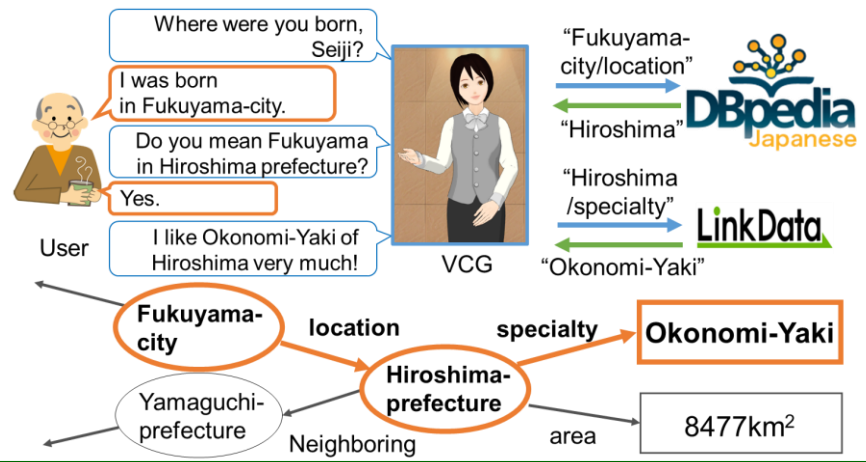 Where were you born,
Seiji?
I was born
in Fukuyama-city.
Do you mean Fukuyama
in Hiroshima prefecture?
Yes.
I like Okonomi-Yaki of
Hiroshima very much!
User
VCG
“Fukuyama-
city/location”
“Hiroshima”
DBpedia
Japanese
“Hiroshima
/specialty”
“Okonomi-Yaki”
LinkData
Fukuyama-
city
location
specialty
Okonomi-Yaki
Hiroshima-
prefecture
Yamaguchi-
prefecture
Neighboring
area
8477km²